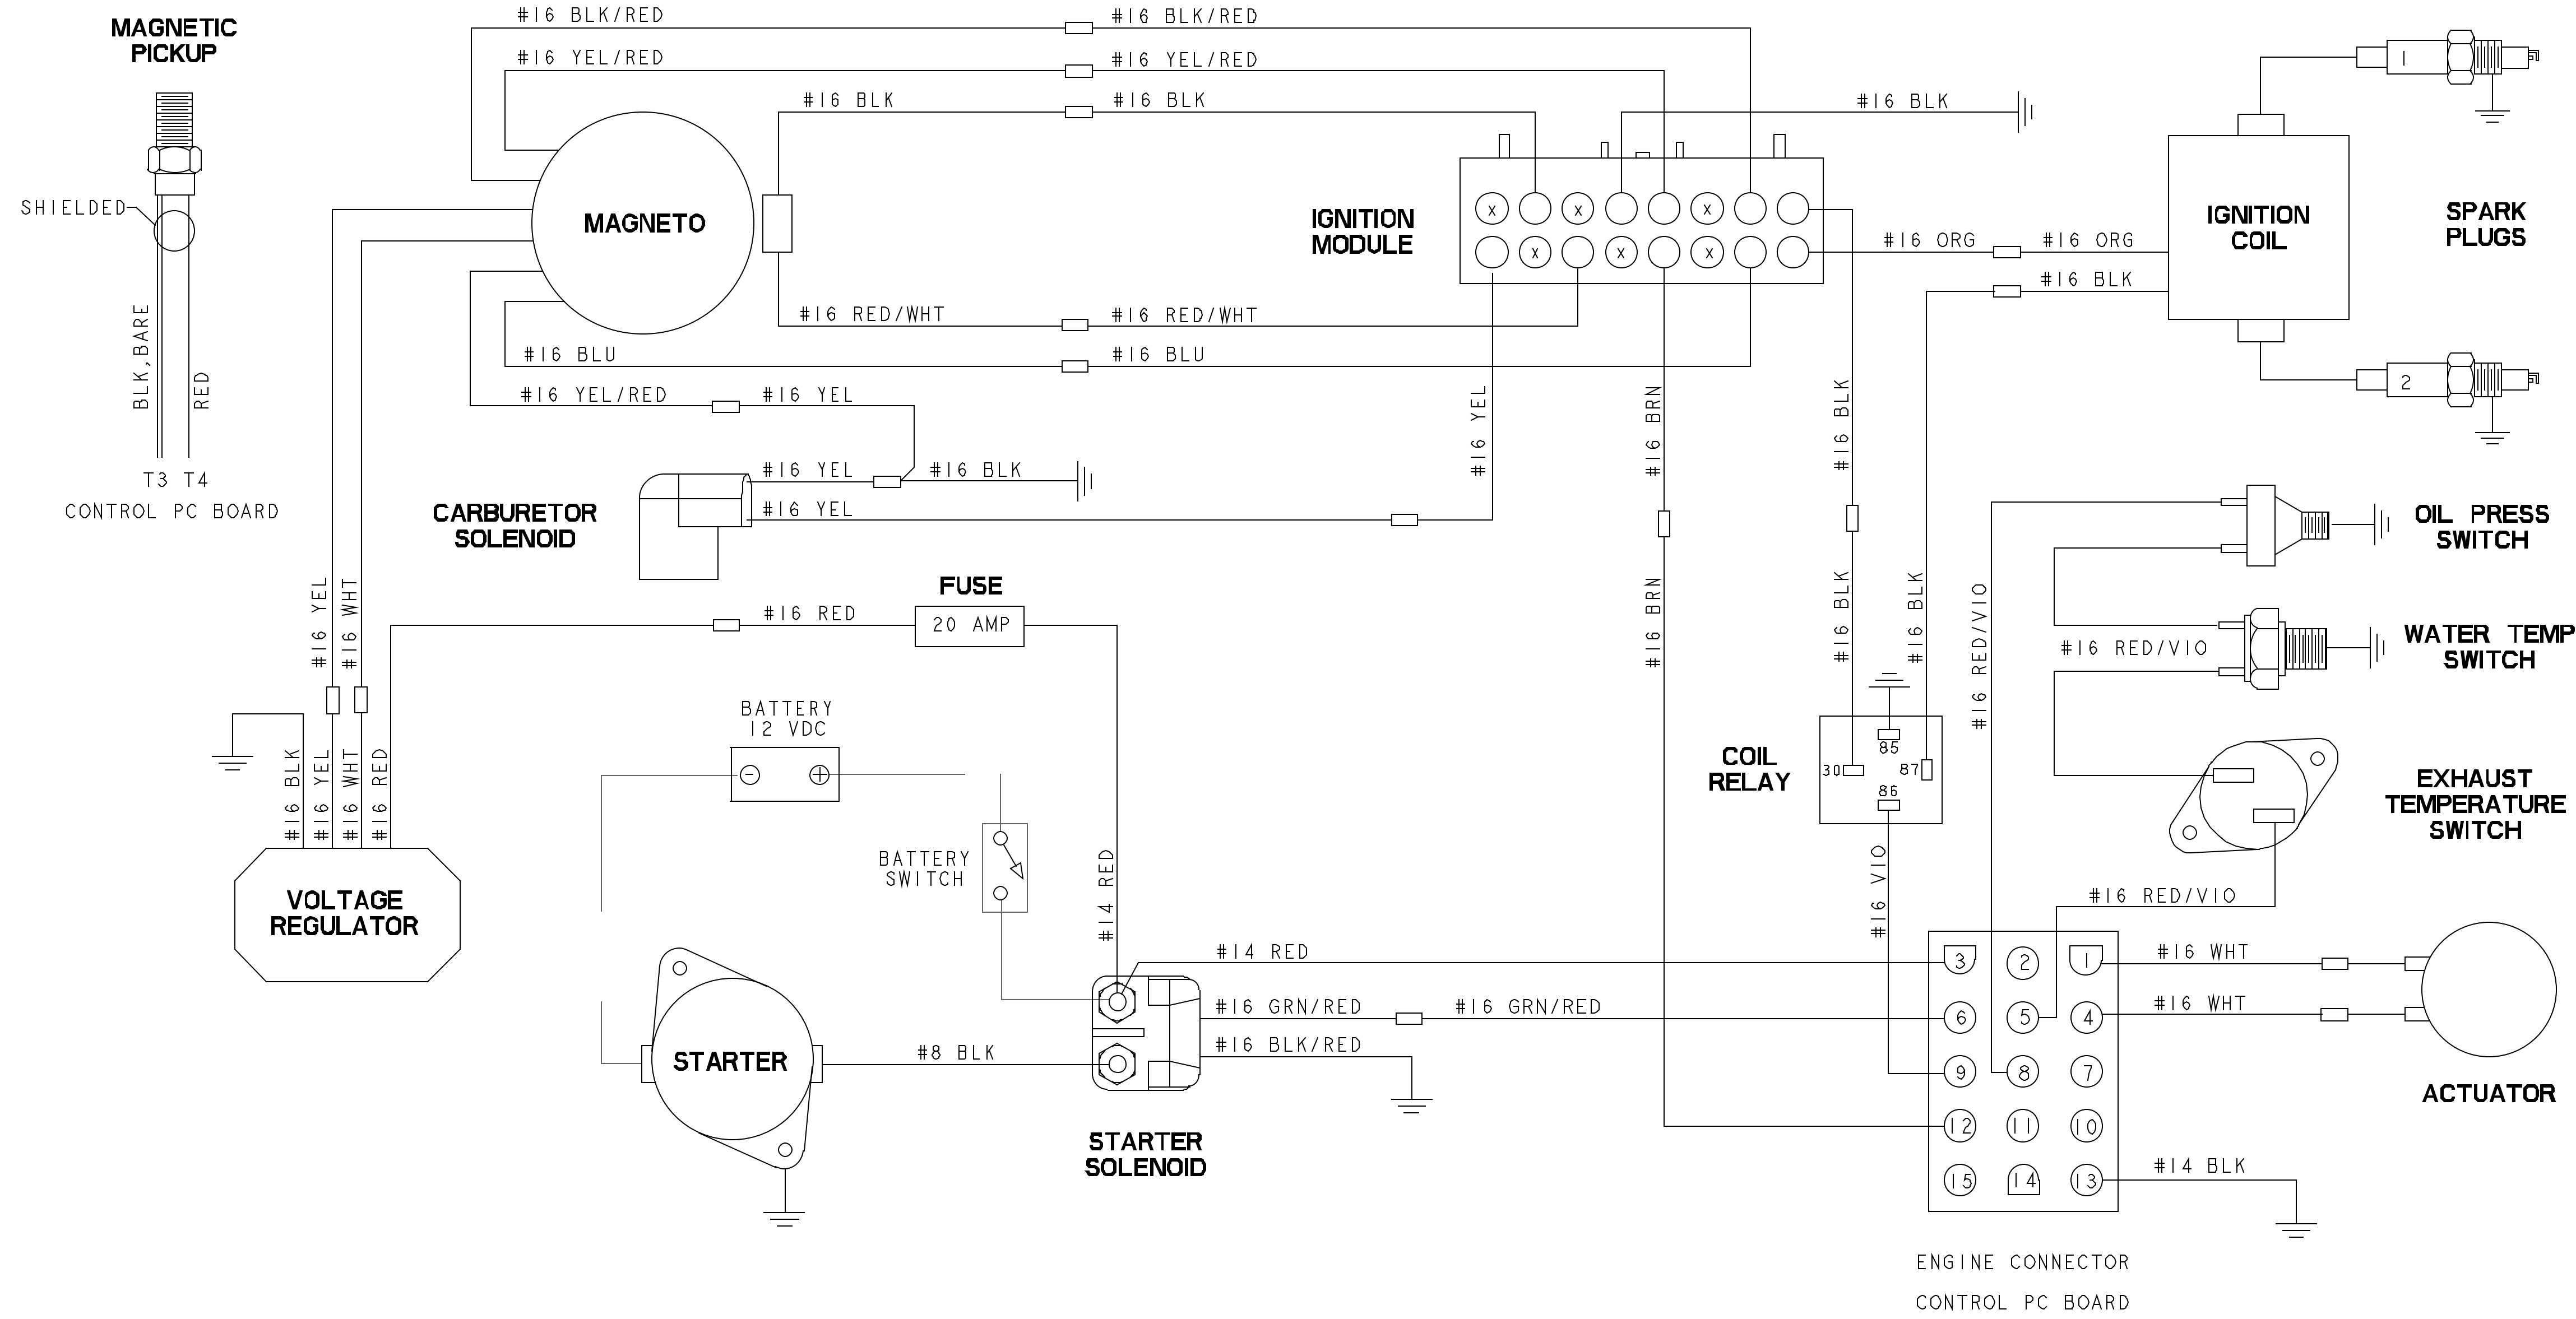 MAGNETIC
PICKUP
SHIELDED
BLK,BARE
RED
T3 T4
CONTROL PC BOARD
#16 BLK/RED
#16 BLK/RED
#16 YEL/RED
#16 YEL/RED
#16 BLK
#16 BLK
#16 BLK
MAGNETO
IGNITION
MODULE
X
X
X
X
X
X
#16 ORG
#16 ORG
#16 BLK
IGNITION
COIL
SPARK
PLUGS
1
2
#16 RED/WHT
#16 RED/WHT
#16 BLU
#16 BLU
#16 YEL/RED
#16 YEL
#16 YEL
#16 BLK
#16 YEL
CARBURETOR
SOLENOID
#16 YEL
#16 BRN
#16 BLK
#16 BRN
#16 BLK
#16 BLK
#16 RED/VIO
OIL PRESS
SWITCH
WATER TEMP
SWITCH
#16 RED/VIO
EXHAUST
TEMPERATURE
SWITCH
#16 RED/VIO
FUSE
20 AMP
#16 RED
#16 YEL
#16 WHT
#16 BLK
#16 YEL
#16 WHT
#16 RED
VOLTAGE
REGULATOR
BATTERY
12 VDC
-
+
BATTERY
SWITCH
#14 RED
COIL
RELAY
85
30
87
86
#16 VIO
STARTER
#8 BLK
STARTER
SOLENOID
#14 RED
#16 GRN/RED
#16 GRN/RED
#16 BLK/RED
3 2 1
6 5 4
9 8 7
12 11 10
15 14 13
#16 WHT
#16 WHT
ACTUATOR
#14 BLK
ENGINE CONNECTOR
CONTROL PC BOARD